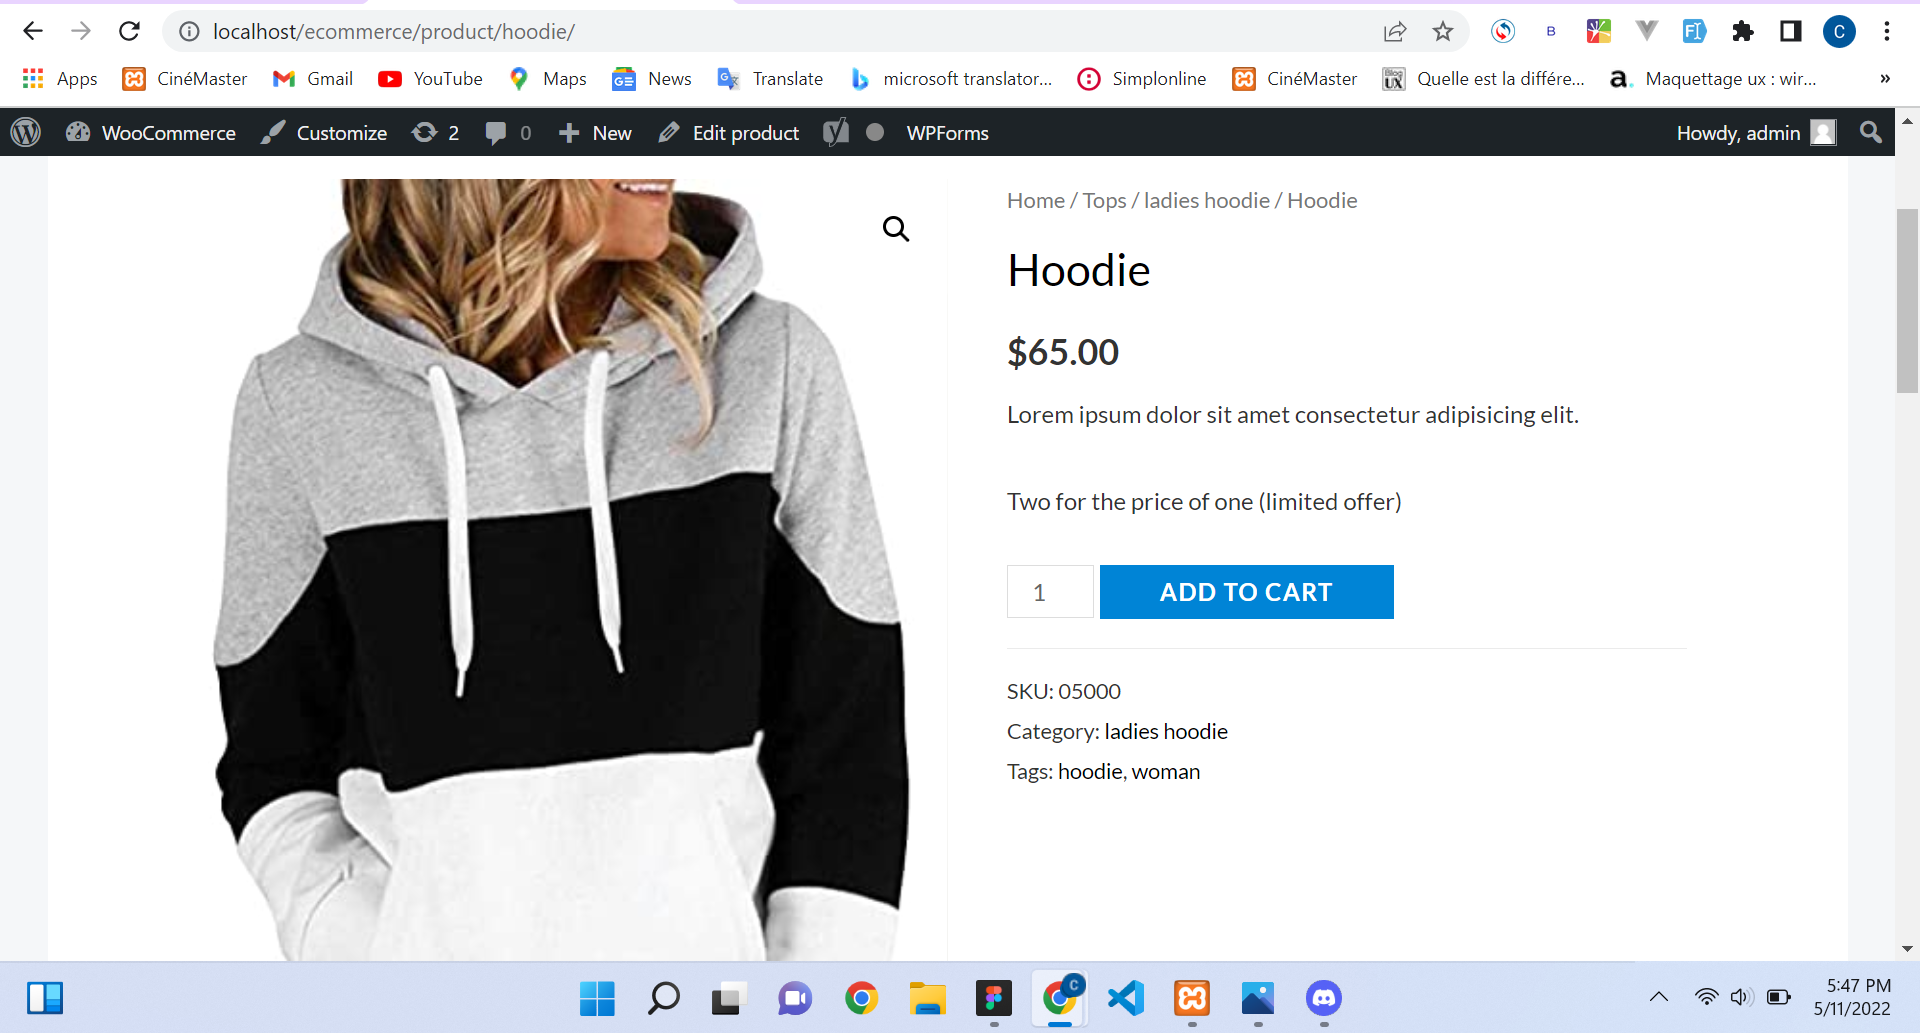 localhost/ecommerce/product/hoodie/
B
C
Apps
CinéMaster
Gmail
YouTube
Maps
News
Translate
microsoft translator...
Simplonline
CinéMaster
Quelle est la différe...
Maquettage ux : wir...
»
WooCommerce
Customize
2
0
New
Edit product
WPForms
Howdy, admin
Home / Tops / ladies hoodie / Hoodie
Hoodie
$65.00
Lorem ipsum dolor sit amet consectetur adipisicing elit.
Two for the price of one (limited offer)
1
ADD TO CART
SKU: 05000
Category: ladies hoodie
Tags: hoodie, woman
C
5:47 PM
5/11/2022